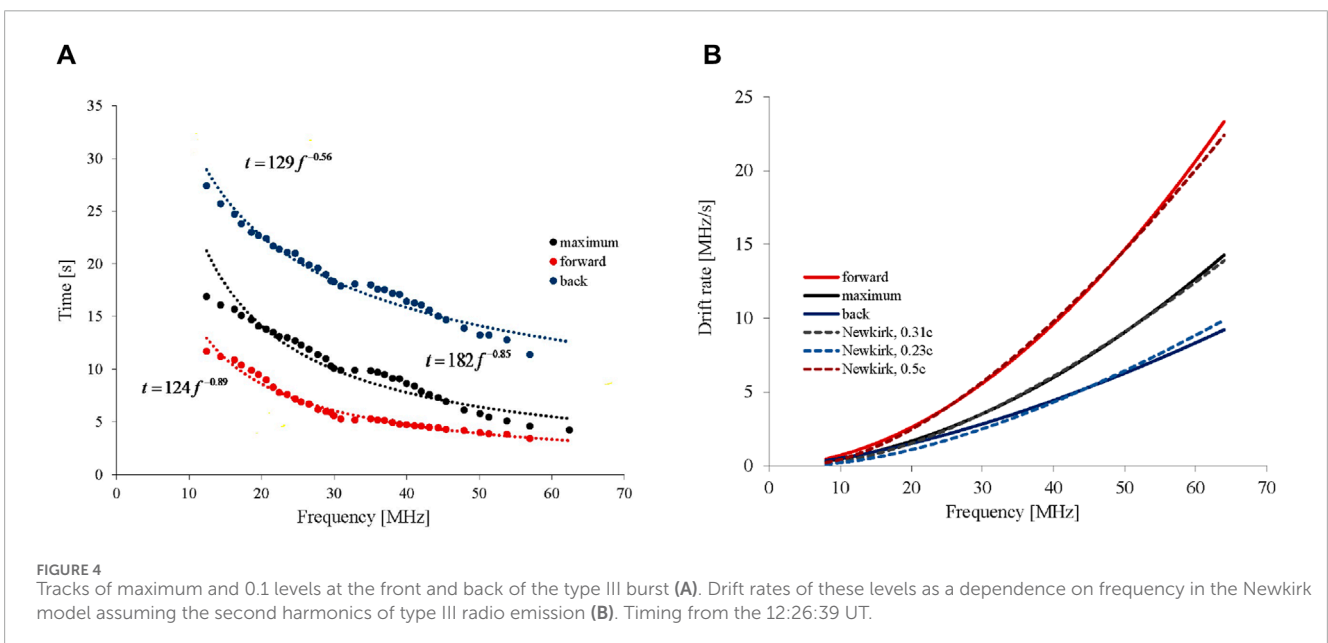 A
35
30
25
20
15
10
5
0
Time [s]
t = 129 f^{-0.56}
t = 182 f^{-0.85}
t = 124 f^{-0.89}
maximum
forward
back
0 10 20 30 40 50 60 70
Frequency [MHz]
B
25
20
15
10
5
0
Drift rate [MHz/s]
forward
maximum
back
Newkirk, 0.31c
Newkirk, 0.23c
Newkirk, 0.5c
0 10 20 30 40 50 60 70
Frequency [MHz]
FIGURE 4
Tracks of maximum and 0.1 levels at the front and back of the type III burst (A). Drift rates of these levels as a dependence on frequency in the Newkirk
model assuming the second harmonics of type III radio emission (B). Timing from the 12:26:39 UT.